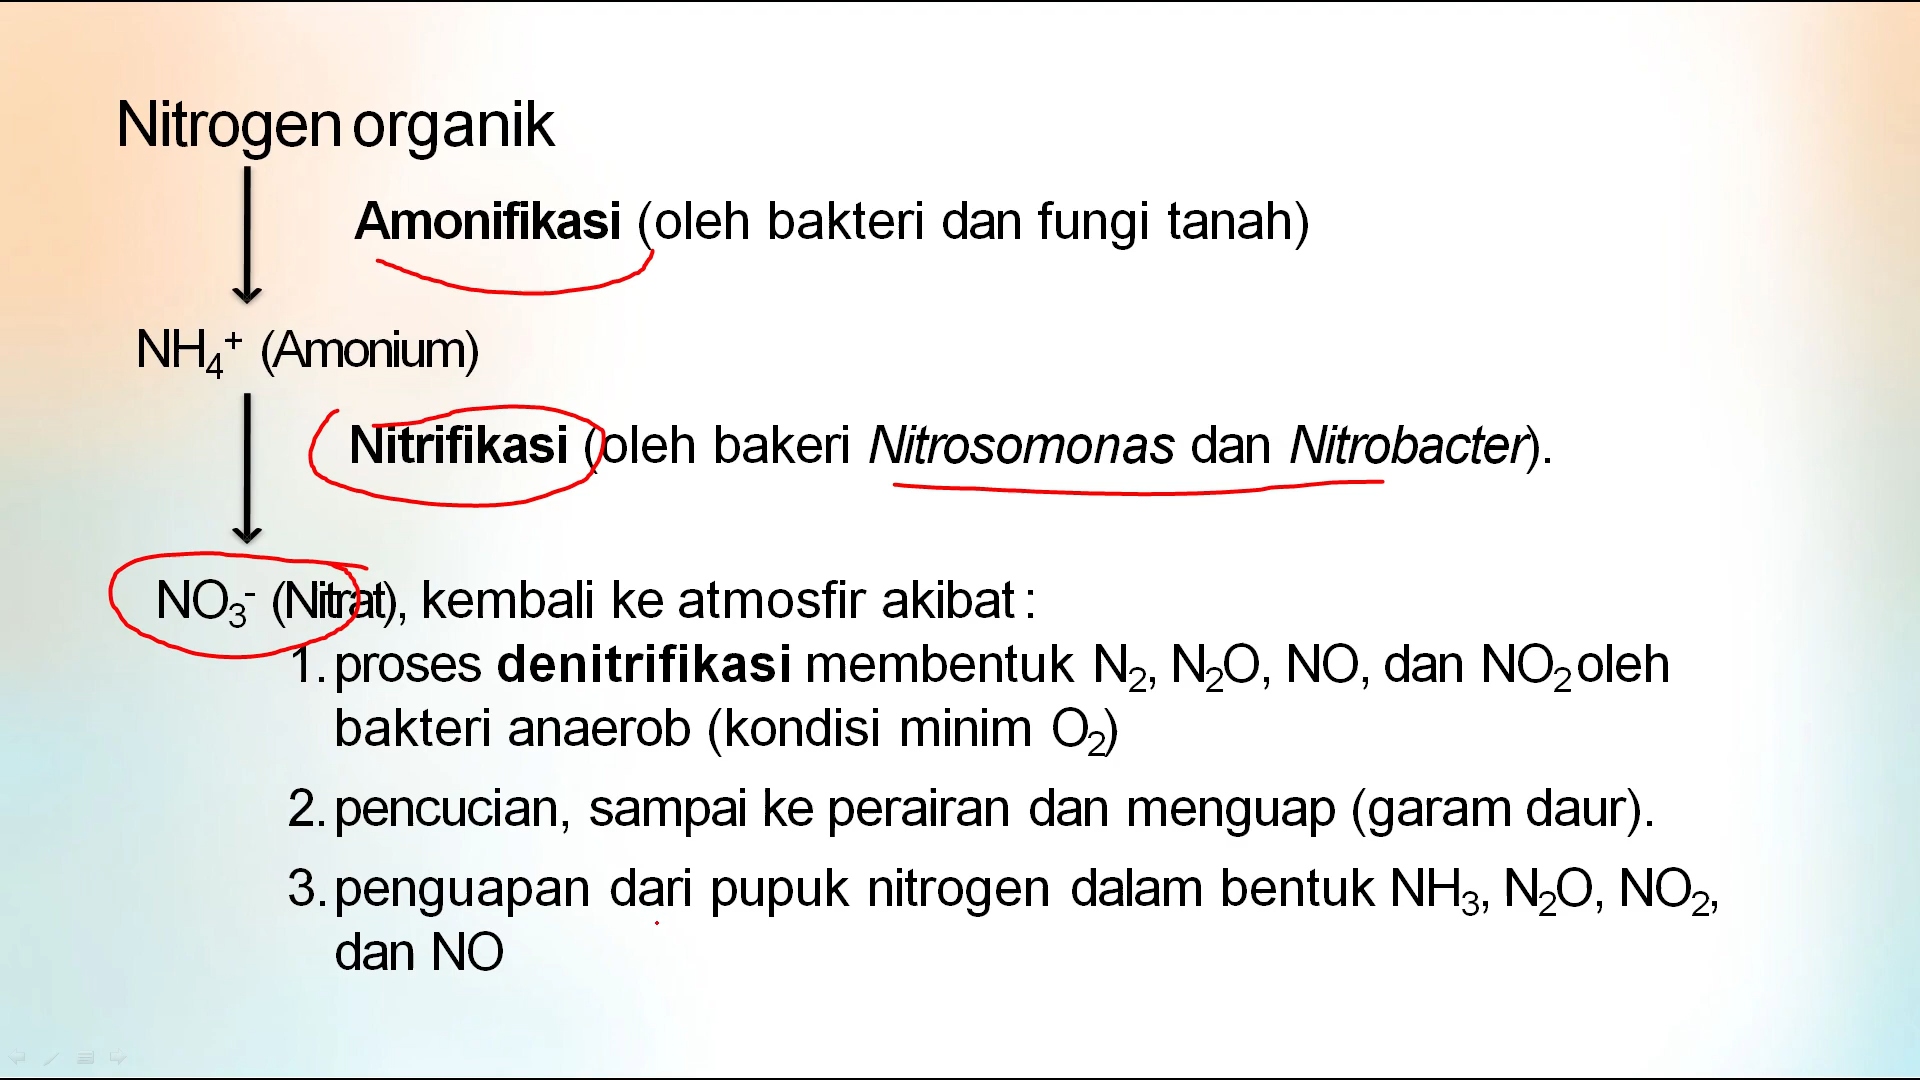 Nitrogen organik
Amonifikasi (oleh bakteri dan fungi tanah)
NH₄⁺ (Amonium)
Nitrifikasi (oleh bakeri Nitrosomonas dan Nitrobacter).
NO₃⁻ (Nitrat), kembali ke atmosfir akibat :
1. proses denitrifikasi membentuk N₂, N₂O, NO, dan NO₂ oleh
bakteri anaerob (kondisi minim O₂)
2. pencucian, sampai ke perairan dan menguap (garam daur).
3. penguapan dari pupuk nitrogen dalam bentuk NH₃, N₂O, NO₂,
dan NO